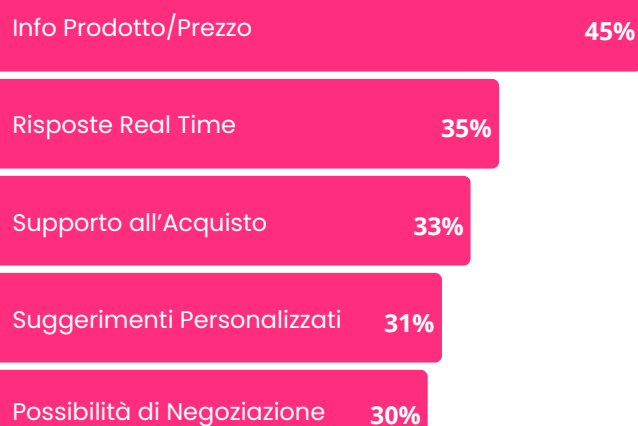 Info Prodotto/Prezzo 45%
Risposte Real Time 35%
Supporto all’Acquisto 33%
Suggerimenti Personalizzati 31%
Possibilità di Negoziazione 30%